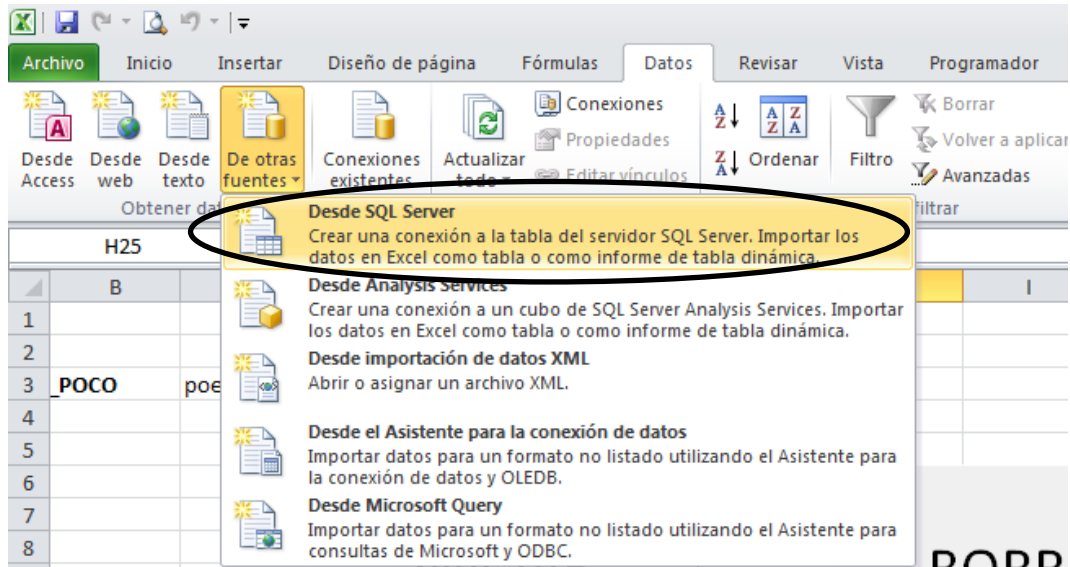 Archivo Inicio Insertar Diseño de página Fórmulas Datos Revisar Vista Programador
Desde Access
Desde web
Desde texto
De otras fuentes
Conexiones existentes
Actualizar todo
Conexiones
Propiedades
Editar vínculos
Ordenar
Filtro
Borrar
Volver a aplicar
Avanzadas
Obtener
filtrar
H25
Desde SQL Server
Crear una conexión a la tabla del servidor SQL Server. Importar los
datos en Excel como tabla o como informe de tabla dinámica.
Desde Analysis Services
Crear una conexión a un cubo de SQL Server Analysis Services. Importar
los datos en Excel como tabla o como informe de tabla dinámica.
Desde importación de datos XML
Abrir o asignar un archivo XML.
Desde el Asistente para la conexión de datos
Importar datos para un formato no listado utilizando el Asistente para
la conexión de datos y OLEDB.
Desde Microsoft Query
Importar datos para un formato no listado utilizando el Asistente para
consultas de Microsoft y ODBC.
B I
1
2
3 _POCO poe
4
5
6
7
8